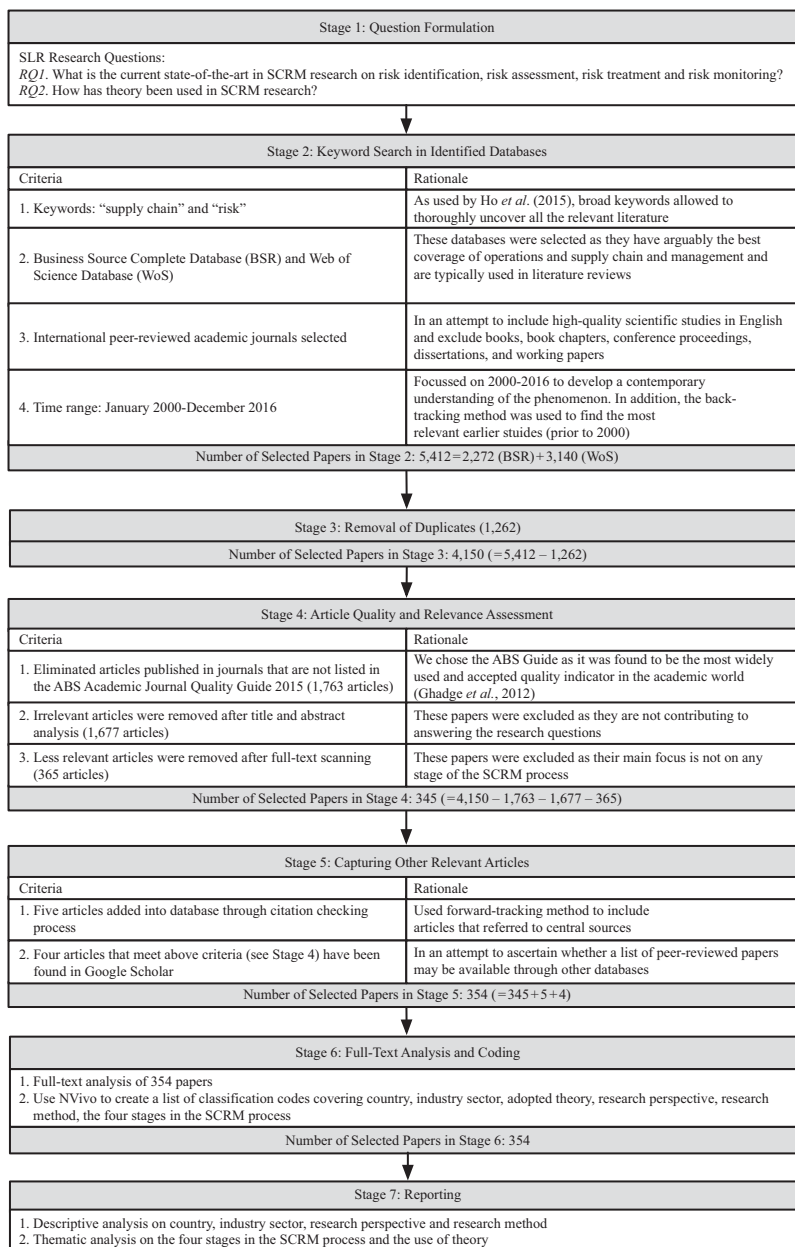 Stage 1: Question Formulation
SLR Research Questions:
RQ1. What is the current state-of-the-art in SCRM research on risk identification, risk assessment, risk treatment and risk monitoring?
RQ2. How has theory been used in SCRM research?
Stage 2: Keyword Search in Identified Databases
Criteria
Rationale
1. Keywords: “supply chain” and “risk”
As used by Ho et al. (2015), broad keywords allowed to
thoroughly uncover all the relevant literature
2. Business Source Complete Database (BSR) and Web of
Science Database (WoS)
These databases were selected as they have arguably the best
coverage of operations and supply chain and management and
are typically used in literature reviews
3. International peer-reviewed academic journals selected
In an attempt to include high-quality scientific studies in English
and exclude books, book chapters, conference proceedings,
dissertations, and working papers
4. Time range: January 2000-December 2016
Focussed on 2000-2016 to develop a contemporary
understanding of the phenomenon. In addition, the back-
tracking method was used to find the most
relevant earlier stuides (prior to 2000)
Number of Selected Papers in Stage 2: 5,412=2,272 (BSR)+3,140 (WoS)
Stage 3: Removal of Duplicates (1,262)
Number of Selected Papers in Stage 3: 4,150 (=5,412 – 1,262)
Stage 4: Article Quality and Relevance Assessment
Criteria
Rationale
1. Eliminated articles published in journals that are not listed in
the ABS Academic Journal Quality Guide 2015 (1,763 articles)
We chose the ABS Guide as it was found to be the most widely
used and accepted quality indicator in the academic world
(Ghadge et al., 2012)
2. Irrelevant articles were removed after title and abstract
analysis (1,677 articles)
These papers were excluded as they are not contributing to
answering the research questions
3. Less relevant articles were removed after full-text scanning
(365 articles)
These papers were excluded as their main focus is not on any
stage of the SCRM process
Number of Selected Papers in Stage 4: 345 (=4,150 – 1,763 – 1,677 – 365)
Stage 5: Capturing Other Relevant Articles
Criteria
Rationale
1. Five articles added into database through citation checking
process
Used forward-tracking method to include
articles that referred to central sources
2. Four articles that meet above criteria (see Stage 4) have been
found in Google Scholar
In an attempt to ascertain whether a list of peer-reviewed papers
may be available through other databases
Number of Selected Papers in Stage 5: 354 (=345+5+4)
Stage 6: Full-Text Analysis and Coding
1. Full-text analysis of 354 papers
2. Use NVivo to create a list of classification codes covering country, industry sector, adopted theory, research perspective, research
method, the four stages in the SCRM process
Number of Selected Papers in Stage 6: 354
Stage 7: Reporting
1. Descriptive analysis on country, industry sector, research perspective and research method
2. Thematic analysis on the four stages in the SCRM process and the use of theory